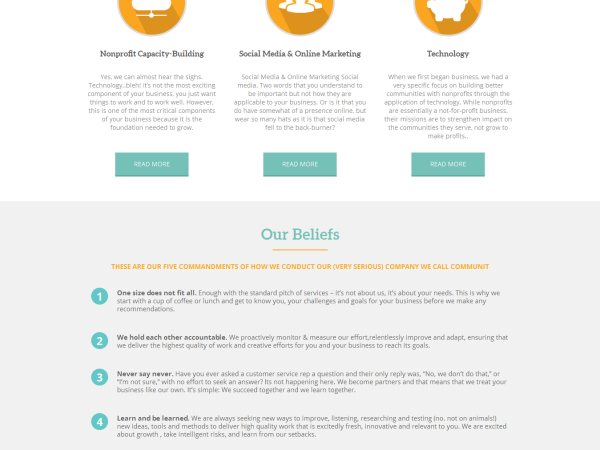 Nonprofit Capacity-Building
Yes, we can almost hear the sighs.
Technology..bleh! It's not the most exciting
component of your business, you just want
things to work and to work well. However,
this is one of the most critical components
of your business because it is the
foundation needed to grow.
READ MORE
Social Media & Online Marketing
Social Media & Online Marketing Social
media. Two words that you understand to
be important but not how they are
applicable to your business. Or is it that you
do have somewhat of a presence online, but
wear so many hats as it is that social media
fell to the back-burner?
READ MORE
Technology
When we first began business, we had a
very specific focus on building better
communities with nonprofits through the
application of technology. While nonprofits
are essentially a not-for-profit business,
their missions are to strengthen impact on
the communities they serve, not grow to
make profits..
READ MORE
Our Beliefs
THESE ARE OUR FIVE COMMANDMENTS OF HOW WE CONDUCT OUR (VERY SERIOUS) COMPANY WE CALL COMMUNIT
1 One size does not fit all. Enough with the standard pitch of services – it's not about us, it's about your needs. This is why we
start with a cup of coffee or lunch and get to know you, your challenges and goals for your business before we make any
recommendations.
2 We hold each other accountable. We proactively monitor & measure our effort,relentlessly improve and adapt, ensuring that
we deliver the highest quality of work and creative efforts for you and your business to reach its goals.
3 Never say never. Have you ever asked a customer service rep a question and their only reply was, "No, we don't do that," or
"I'm not sure," with no effort to seek an answer? Its not happening here. We become partners and that means that we treat your
business like our own. It's simple: We succeed together and we learn together.
4 Learn and be learned. We are always seeking new ways to improve, listening, researching and testing (no. not on animals!)
new ideas, tools and methods to deliver high quality work that is excitedly fresh, innovative and relevant to you. We are excited
about growth , take intelligent risks, and learn from our setbacks.